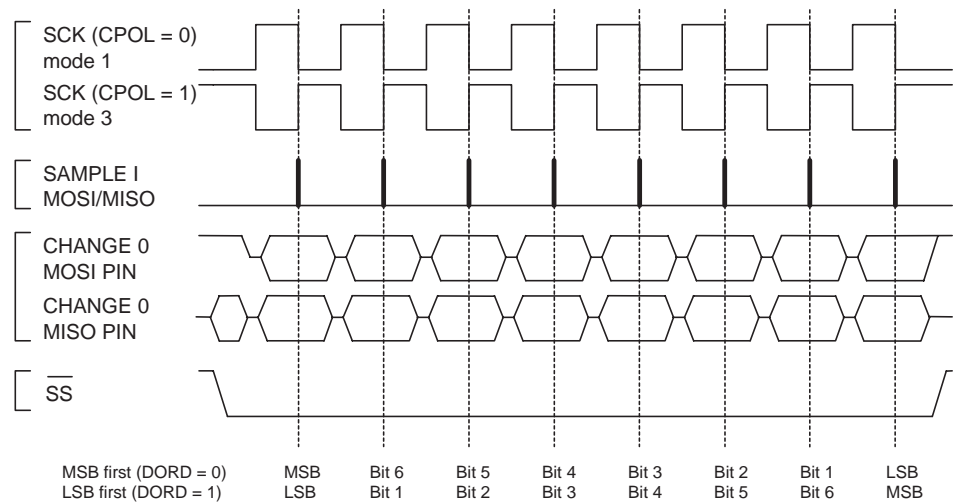 SCK (CPOL = 0)
mode 1
SCK (CPOL = 1)
mode 3
SAMPLE I
MOSI/MISO
CHANGE 0
MOSI PIN
CHANGE 0
MISO PIN
SS
MSB first (DORD = 0) MSB Bit 6 Bit 5 Bit 4 Bit 3 Bit 2 Bit 1 LSB
LSB first (DORD = 1) LSB Bit 1 Bit 2 Bit 3 Bit 4 Bit 5 Bit 6 MSB